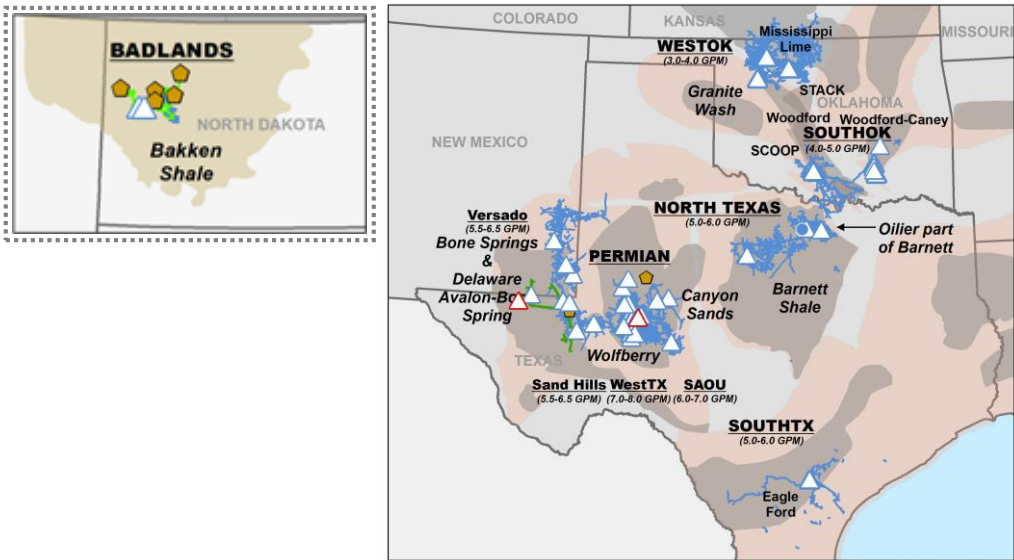 BADLANDS
NORTH DAKOTA
Bakken
Shale
COLORADO
KANSAS
MISSOURI
WESTOK
(3.0-4.0 GPM)
Mississippi
Lime
Granite
Wash
STACK
OKLAHOMA
Woodford
Woodford-Caney
SOUTHOK
(4.0-5.0 GPM)
SCOOP
NEW MEXICO
Versado
(5.5-6.5 GPM)
Bone Springs
&
Delaware
Avalon-Bo
Spring
NORTH TEXAS
(5.0-6.0 GPM)
Oilier part
of Barnett
PERMIAN
Canyon
Sands
Barnett
Shale
Wolfberry
TEXAS
Sand Hills
(5.5-6.5 GPM)
WestTX
(7.0-8.0 GPM)
SAOU
(6.0-7.0 GPM)
SOUTHTX
(5.0-6.0 GPM)
Eagle
Ford